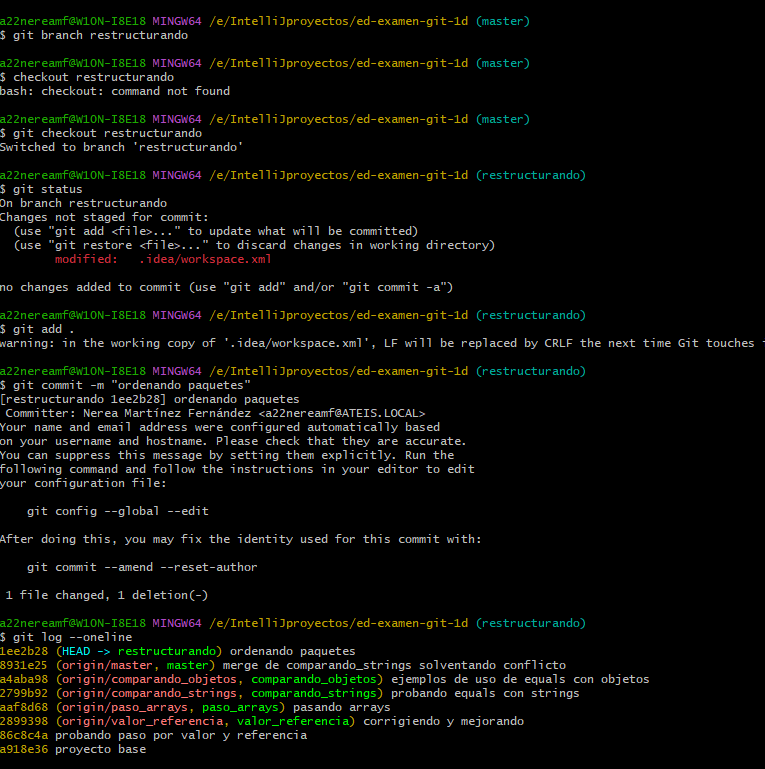 a22nereamf@W10N-I8E18 MINGW64 /e/IntelliJproyectos/ed-examen-git-1d (master)
$ git branch restructurando
a22nereamf@W10N-I8E18 MINGW64 /e/IntelliJproyectos/ed-examen-git-1d (master)
$ checkout restructurando
bash: checkout: command not found
a22nereamf@W10N-I8E18 MINGW64 /e/IntelliJproyectos/ed-examen-git-1d (master)
$ git checkout restructurando
Switched to branch 'restructurando'
a22nereamf@W10N-I8E18 MINGW64 /e/IntelliJproyectos/ed-examen-git-1d (restructurando)
$ git status
On branch restructurando
Changes not staged for commit:
  (use "git add <file>..." to update what will be committed)
  (use "git restore <file>..." to discard changes in working directory)
        modified:   .idea/workspace.xml
no changes added to commit (use "git add" and/or "git commit -a")
a22nereamf@W10N-I8E18 MINGW64 /e/IntelliJproyectos/ed-examen-git-1d (restructurando)
$ git add .
warning: in the working copy of '.idea/workspace.xml', LF will be replaced by CRLF the next time Git touches
a22nereamf@W10N-I8E18 MINGW64 /e/IntelliJproyectos/ed-examen-git-1d (restructurando)
$ git commit -m "ordenando paquetes"
[restructurando 1ee2b28] ordenando paquetes
 Committer: Nerea Martínez Fernández <a22nereamf@ATEIS.LOCAL>
Your name and email address were configured automatically based
on your username and hostname. Please check that they are accurate.
You can suppress this message by setting them explicitly. Run the
following command and follow the instructions in your editor to edit
your configuration file:
    git config --global --edit
After doing this, you may fix the identity used for this commit with:
    git commit --amend --reset-author
 1 file changed, 1 deletion(-)
a22nereamf@W10N-I8E18 MINGW64 /e/IntelliJproyectos/ed-examen-git-1d (restructurando)
$ git log --oneline
1ee2b28 (HEAD -> restructurando) ordenando paquetes
8931e25 (origin/master, master) merge de comparando_strings solventando conflicto
a4aba98 (origin/comparando_objetos, comparando_objetos) ejemplos de uso de equals con objetos
2799b92 (origin/comparando_strings, comparando_strings) probando equals con strings
aaf8d68 (origin/paso_arrays, paso_arrays) pasando arrays
2899398 (origin/valor_referencia, valor_referencia) corrigiendo y mejorando
86c8c4a probando paso por valor y referencia
a918e36 proyecto base